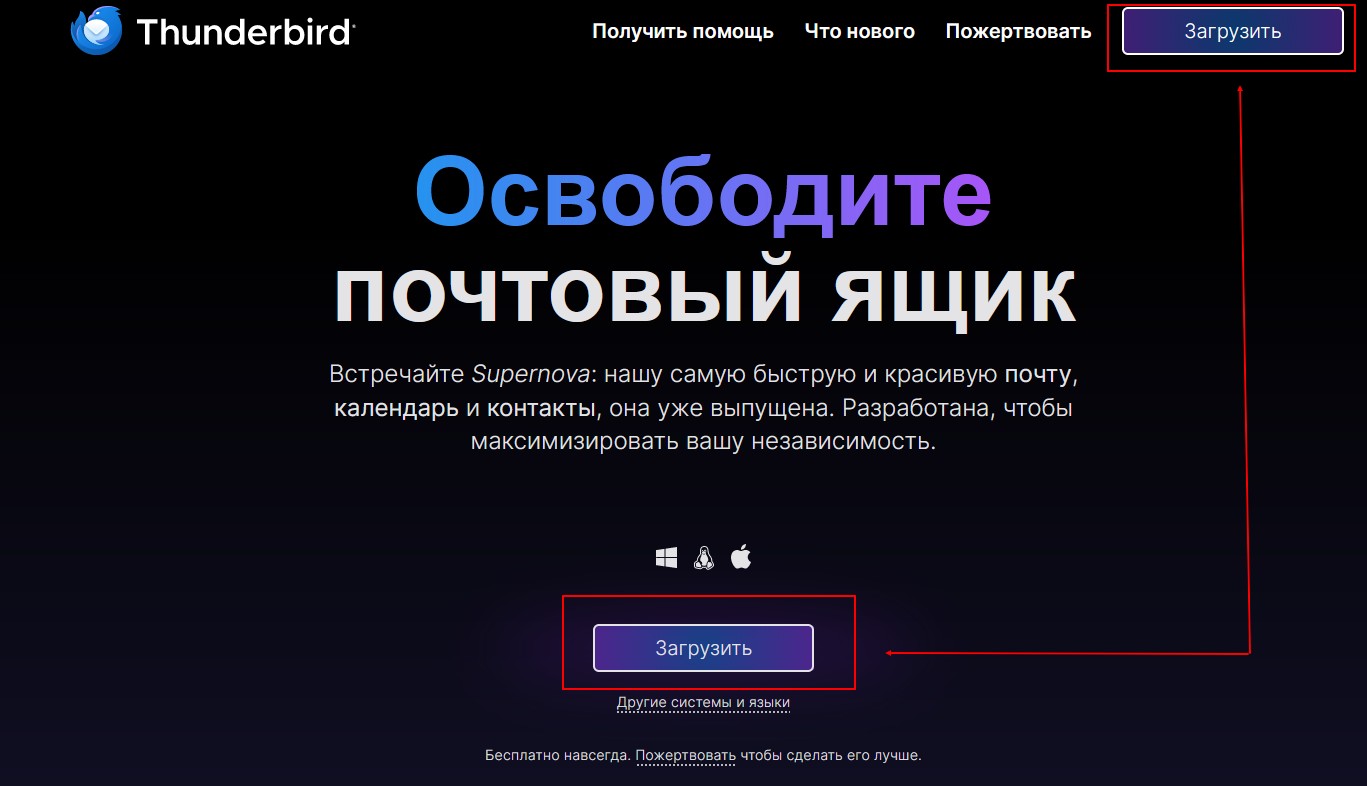 Thunderbird
Получить помощь
Что нового
Пожертвовать
Загрузить
Освободите
почтовый ящик
Встречайте Supernova: нашу самую быструю и красивую почту,
календарь и контакты, она уже выпущена. Разработана, чтобы
максимизировать вашу независимость.
Загрузить
Другие системы и языки
Бесплатно навсегда. Пожертвовать чтобы сделать его лучше.